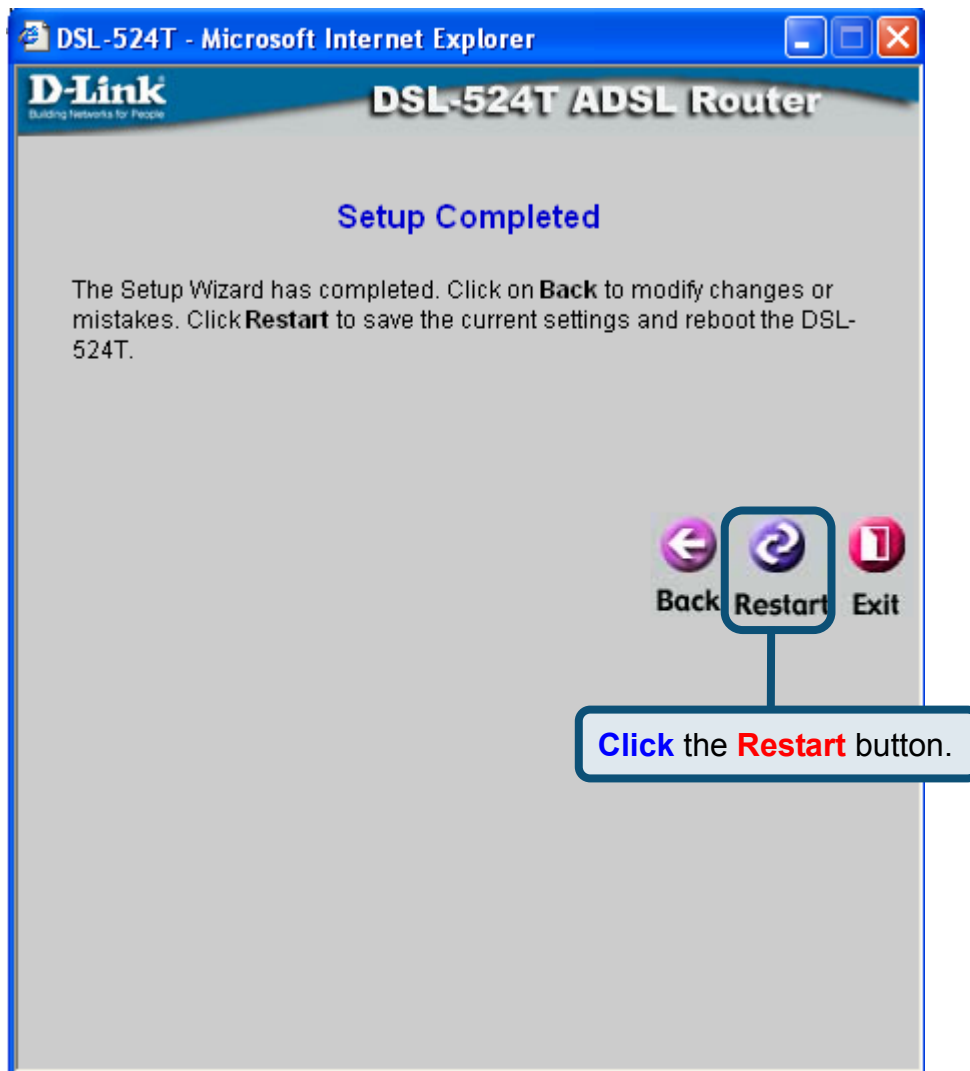 DSL-524T - Microsoft Internet Explorer
D-Link
Building Networks for People
DSL-524T ADSL Router
Setup Completed
The Setup Wizard has completed. Click on Back to modify changes or
mistakes. Click Restart to save the current settings and reboot the DSL-
524T.
Back Restart Exit
Click the Restart button.